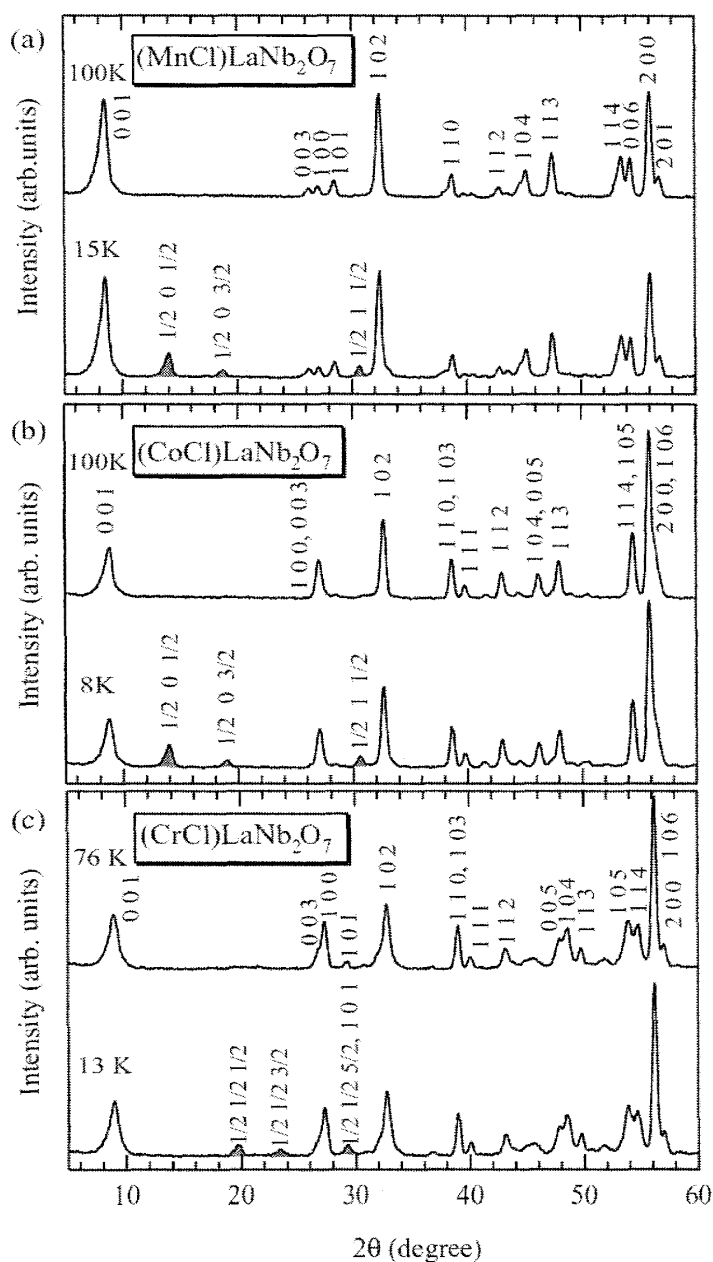 (a)
(MnCl)LaNb₂O₇
100K
0 0 1
0 0 3
1 0 0
1 0 1
1 0 2
1 1 0
1 1 2
1 0 4
1 1 3
1 1 4
0 0 6
2 0 0
2 0 1
Intensity (arb.units)
15K
1/2 0 1/2
1/2 0 3/2
1/2 1 1/2
(b)
(CoCl)LaNb₂O₇
100K
0 0 1
1 0 0, 0 0 3
1 0 2
1 1 0, 1 0 3
1 1 1
1 1 2
1 0 4, 0 0 5
1 1 3
1 1 4, 1 0 5
2 0 0, 1 0 6
Intensity (arb. units)
8K
1/2 0 1/2
1/2 0 3/2
1/2 1 1/2
(c)
(CrCl)LaNb₂O₇
76 K
0 0 1
0 0 3
1 0 0
1 0 1
1 0 2
1 1 0, 1 0 3
1 1 1
1 1 2
0 0 5
1 0 4
1 1 3
1 0 5
1 1 4
2 0 0 1 0 6
Intensity (arb. units)
13 K
1/2 1/2 1/2
1/2 1/2 3/2
1/2 1/2 5/2, 1 0 1
10 20 30 40 50 60
2θ (degree)